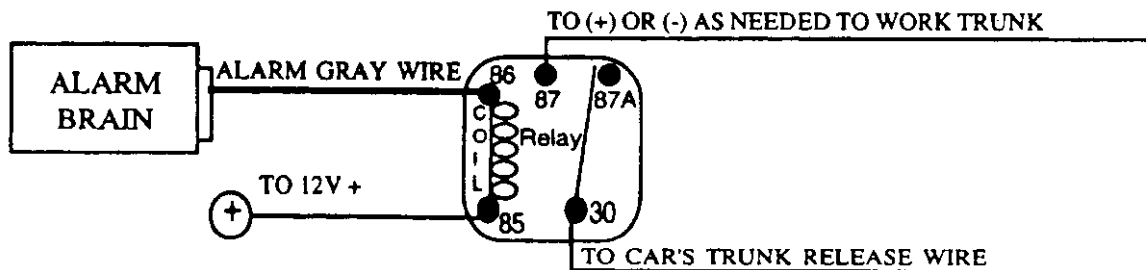 TO (+) OR (-) AS NEEDED TO WORK TRUNK
ALARM
BRAIN
ALARM GRAY WIRE
86
87
87A
COIL
Relay
TO 12V +
+
85
30
TO CAR'S TRUNK RELEASE WIRE